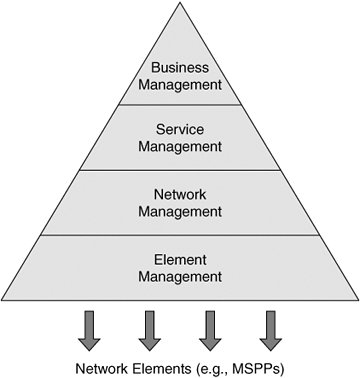 Business
Management
Service
Management
Network
Management
Element
Management
Network Elements (e.g., MSPPs)